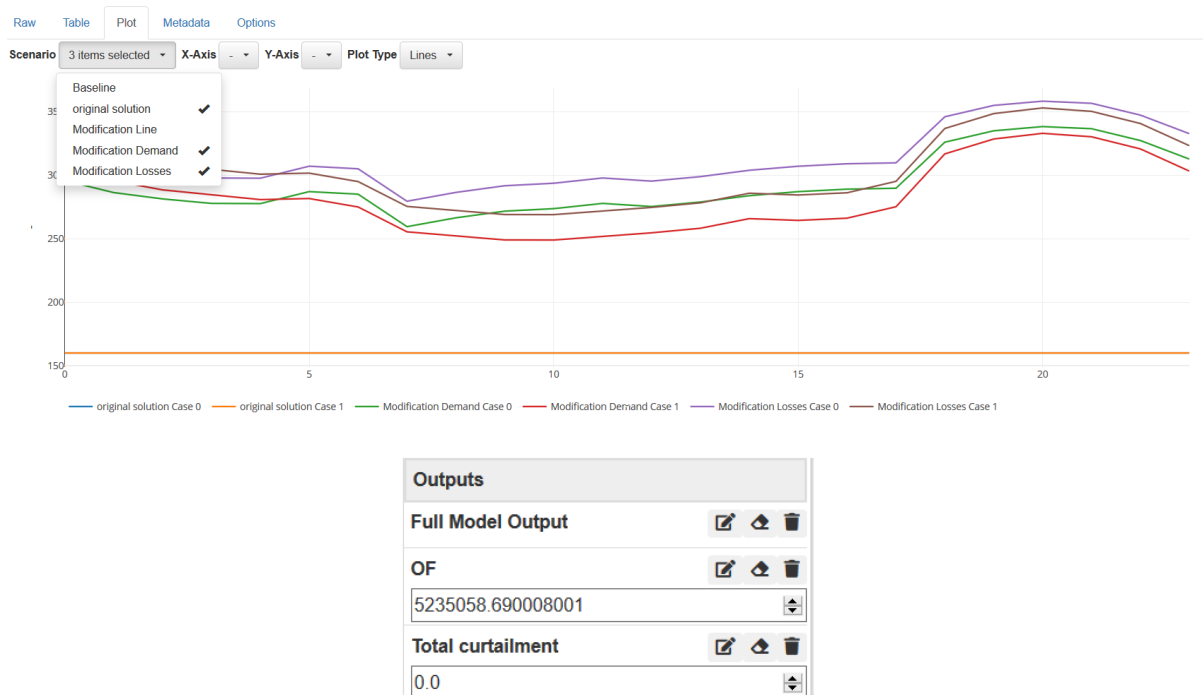 Raw Table Plot Metadata Options
Scenario 3 items selected X-Axis - Y-Axis - Plot Type Lines
Baseline
original solution
Modification Line
Modification Demand
Modification Losses
35
30
250
200
150
-
0 5 10 15 20
original solution Case 0 original solution Case 1 Modification Demand Case 0 Modification Demand Case 1 Modification Losses Case 0 Modification Losses Case 1
Outputs
Full Model Output
OF
5235058.690008001
Total curtailment
0.0